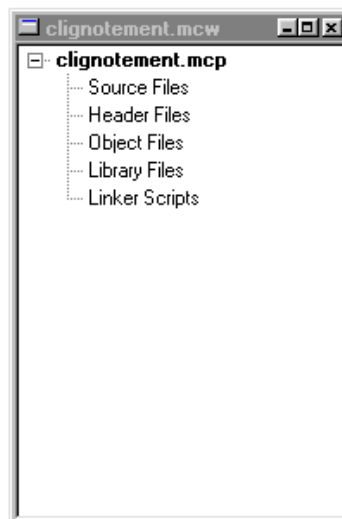 clignotement.mcw
clignotement.mcp
Source Files
Header Files
Object Files
Library Files
Linker Scripts